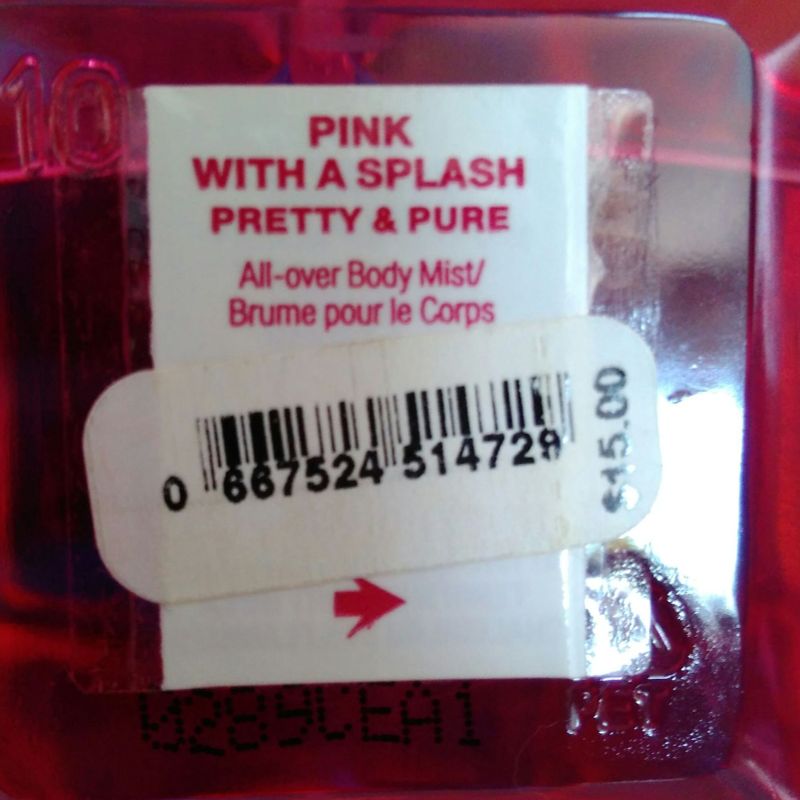 10
PINK
WITH A SPLASH
PRETTY & PURE
All-over Body Mist/
Brume pour le Corps
0 667524 514729
$15.00
0289CEA1
PET